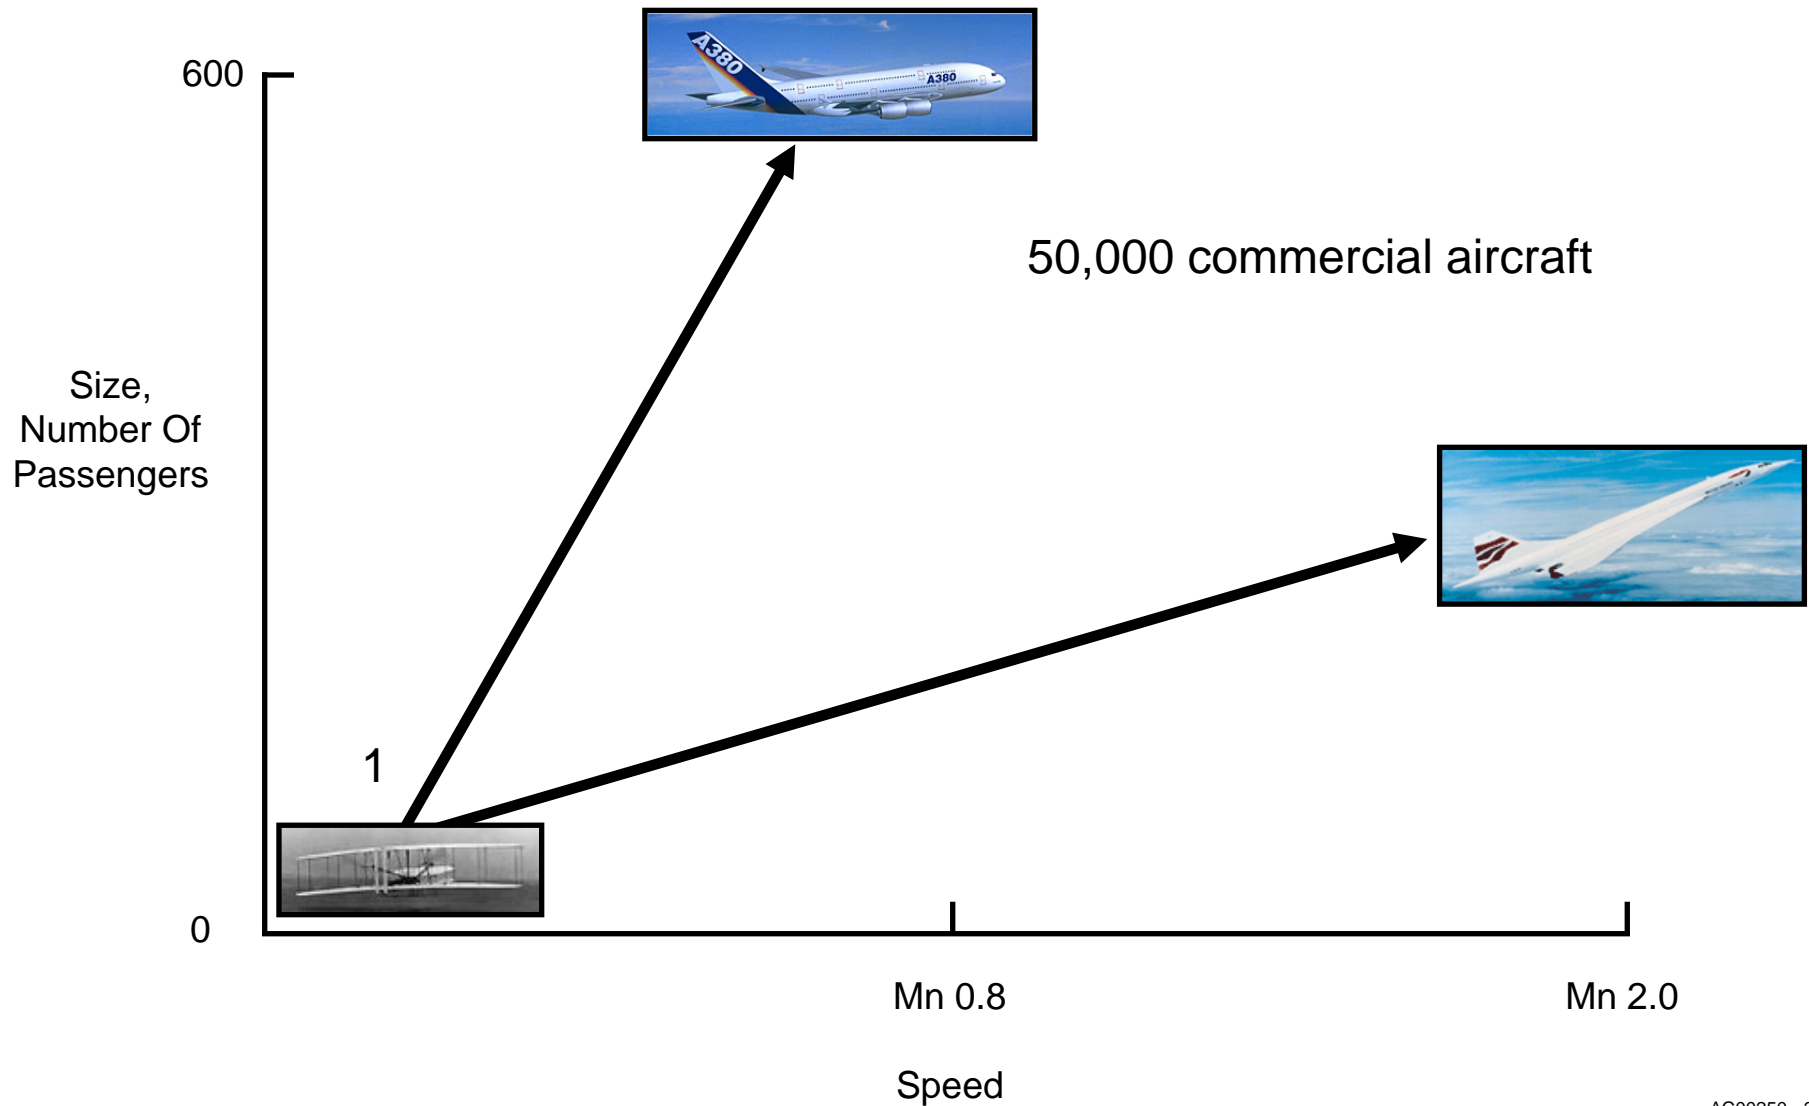 600
A380
A380
50,000 commercial aircraft
Size,
Number Of
Passengers
1
0
Mn 0.8
Mn 2.0
Speed